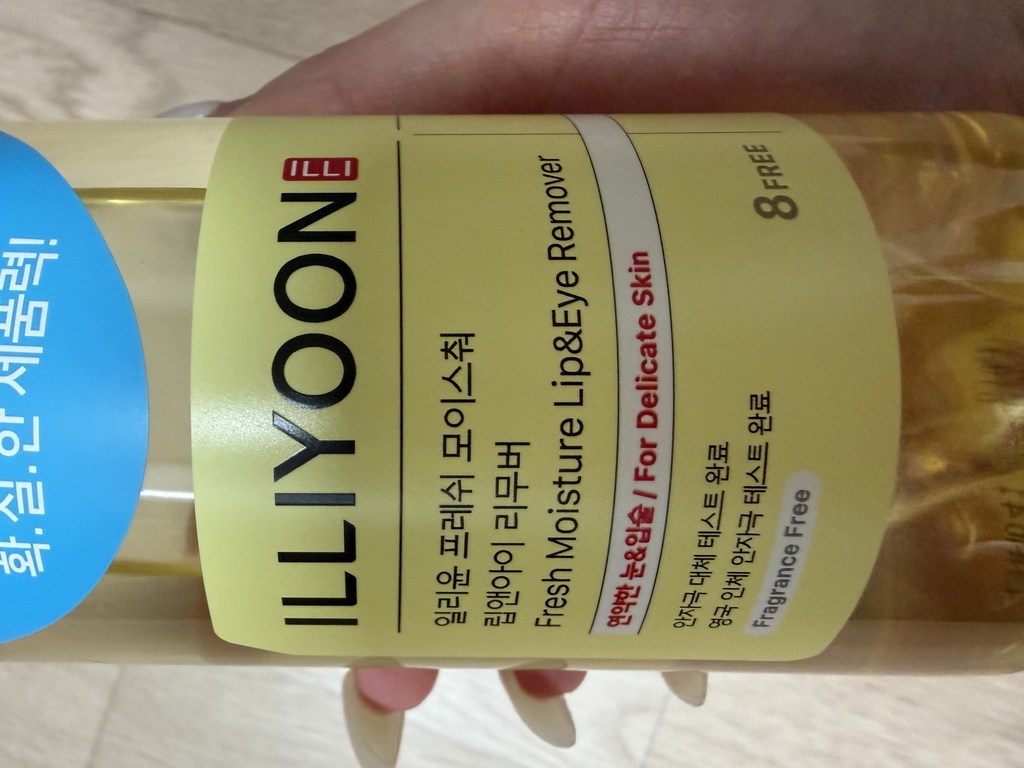 확.실.한 세품력!
ILLIYOON
일리윤 프레쉬 모이스춰
립앤아이 리무버
Fresh Moisture Lip&Eye Remover
연약한 눈&입술 / For Delicate Skin
안자극 대체 테스트 완료
영국 인체 안자극 테스트 완료
Fragrance Free
8 FREE